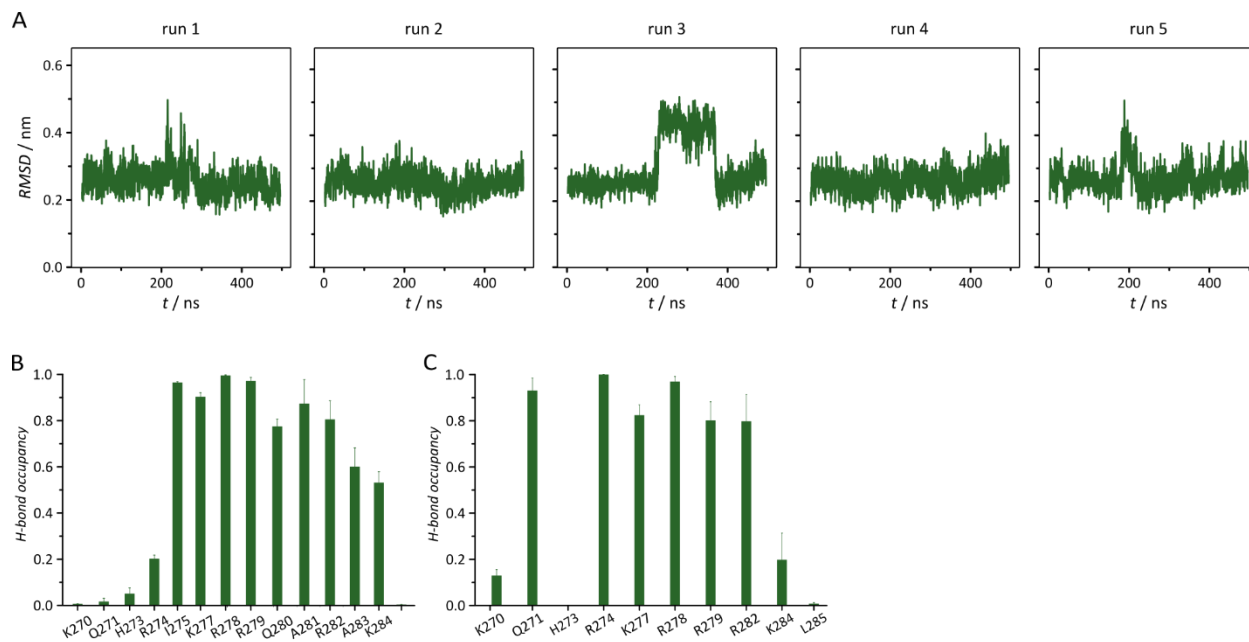 A
run 1
run 2
run 3
run 4
run 5
RMSD / nm
0.6
0.4
0.2
0.0
0
200
400
0
200
400
0
200
400
0
200
400
0
200
400
t / ns
t / ns
t / ns
t / ns
t / ns
B
H-bond occupancy
1.0
0.8
0.6
0.4
0.2
0.0
K270
Q271
H273
R274
I275
K277
R278
R279
Q280
A281
R282
A283
K284
C
H-bond occupancy
1.0
0.8
0.6
0.4
0.2
0.0
K270
Q271
H273
R274
K277
R278
R279
R282
K284
L285